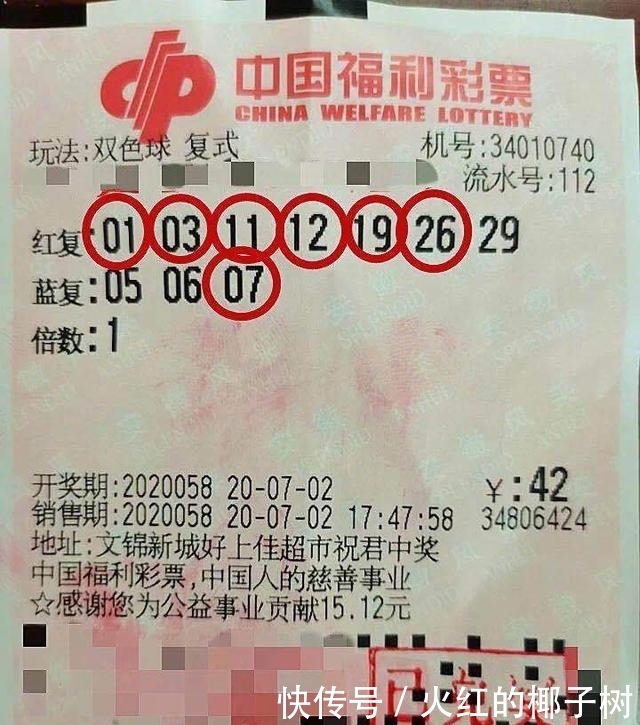 中国福利彩票
CHINA WELFARE LOTTERY
玩法:双色球 复式 机号:34010740
流水号:112
红复:01 03 11 12 19 26 29
蓝复:05 06 07
倍数:1
开奖期:2020058 20-07-02 ￥:42
销售期:2020058 20-07-02 17:47:58 34806424
地址:文锦新城好上佳超市祝君中奖
中国福利彩票,中国人的慈善事业
☆感谢您为公益事业贡献15.12元
快传号 / 火红的椰子树